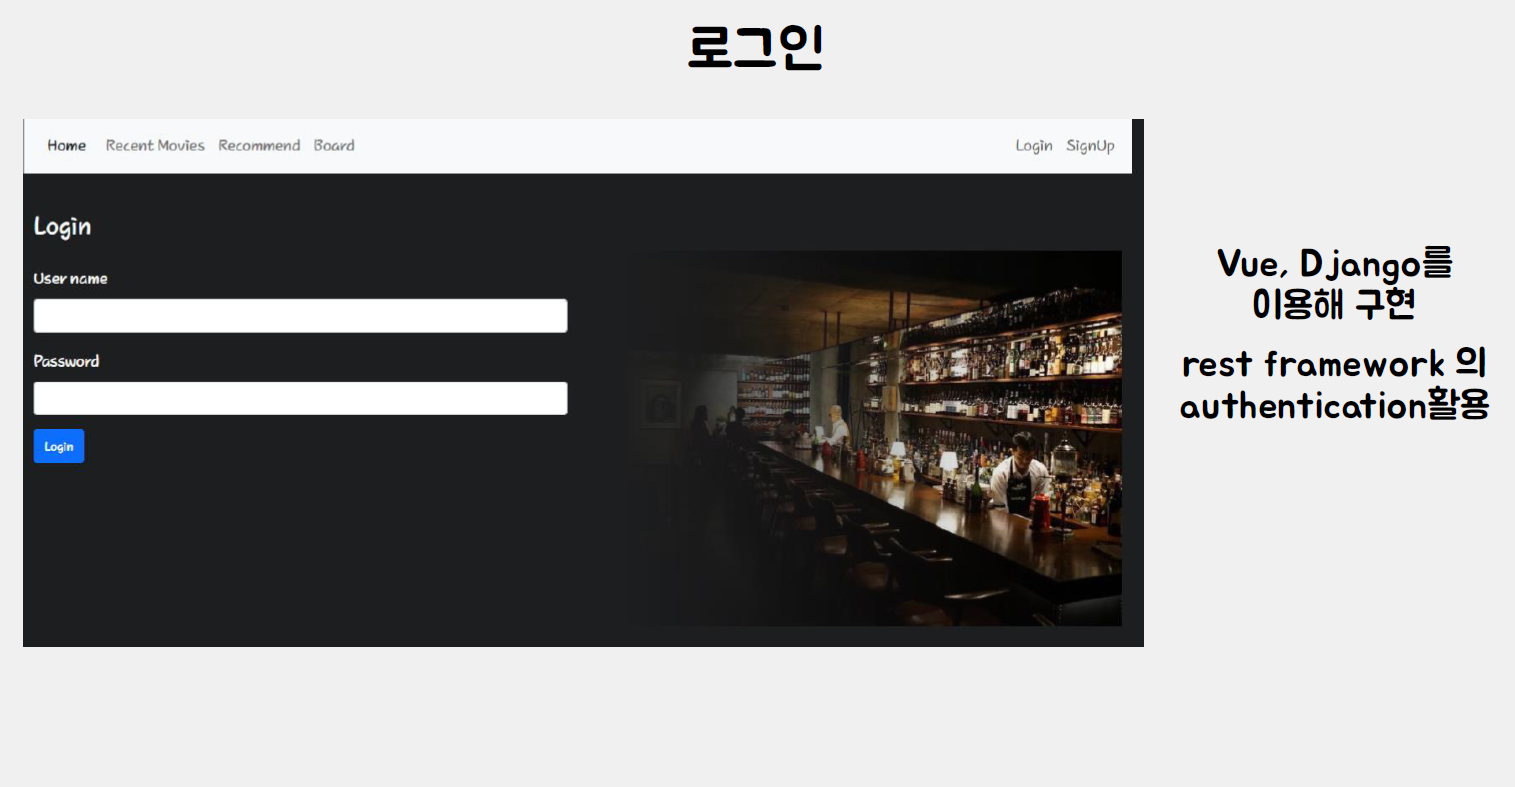 로그인
Home Recent Movies Recommend Board Login SignUp
Login
User name
Password
Login
Vue, Django를
이용해 구현
rest framework 의
authentication활용